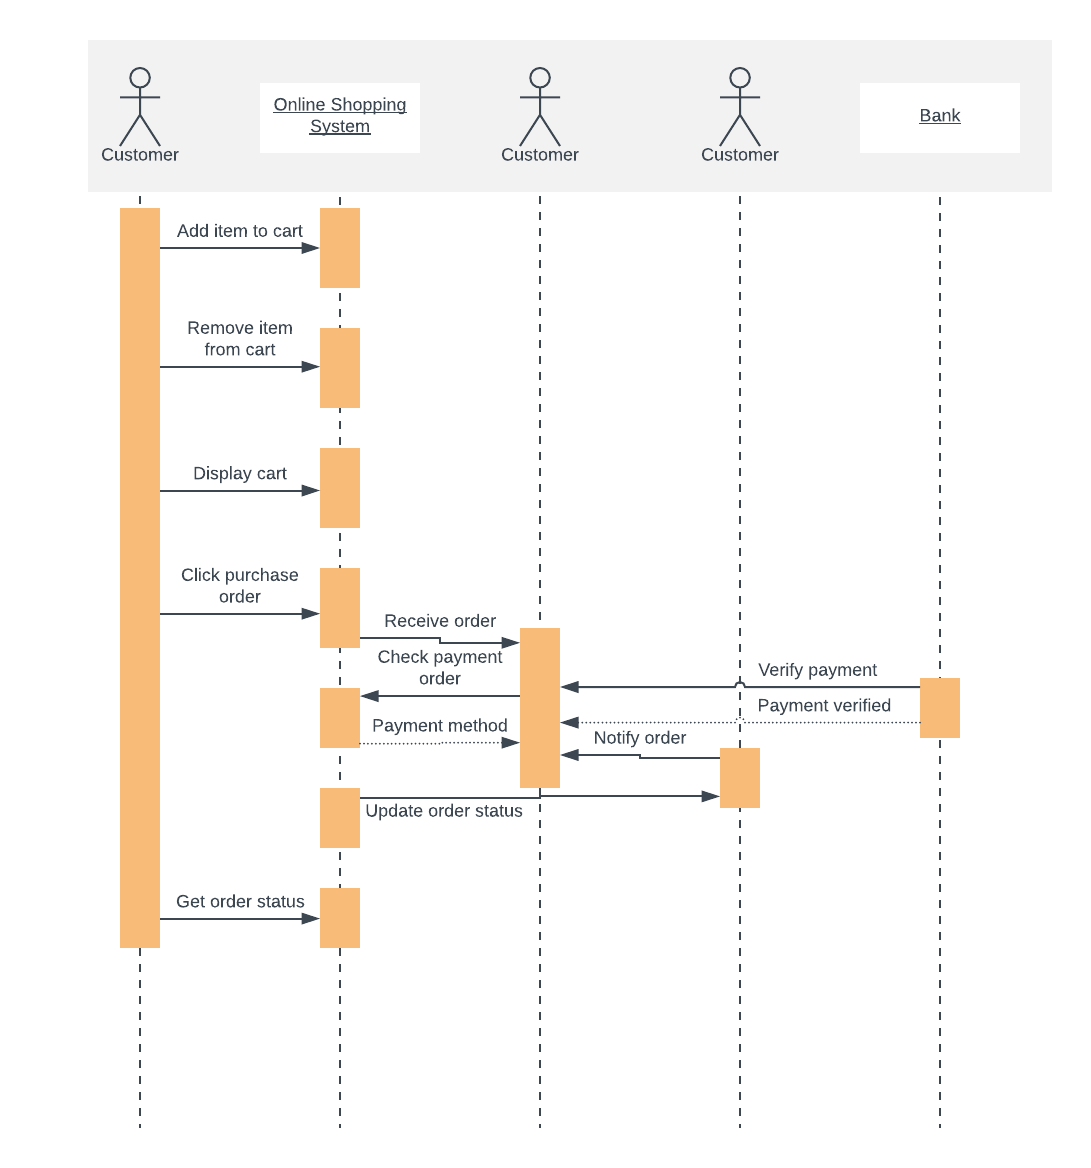 Customer
Online Shopping
System
Customer
Customer
Bank
Add item to cart
Remove item
from cart
Display cart
Click purchase
order
Receive order
Check payment
order
Verify payment
Payment verified
Payment method
Notify order
Update order status
Get order status